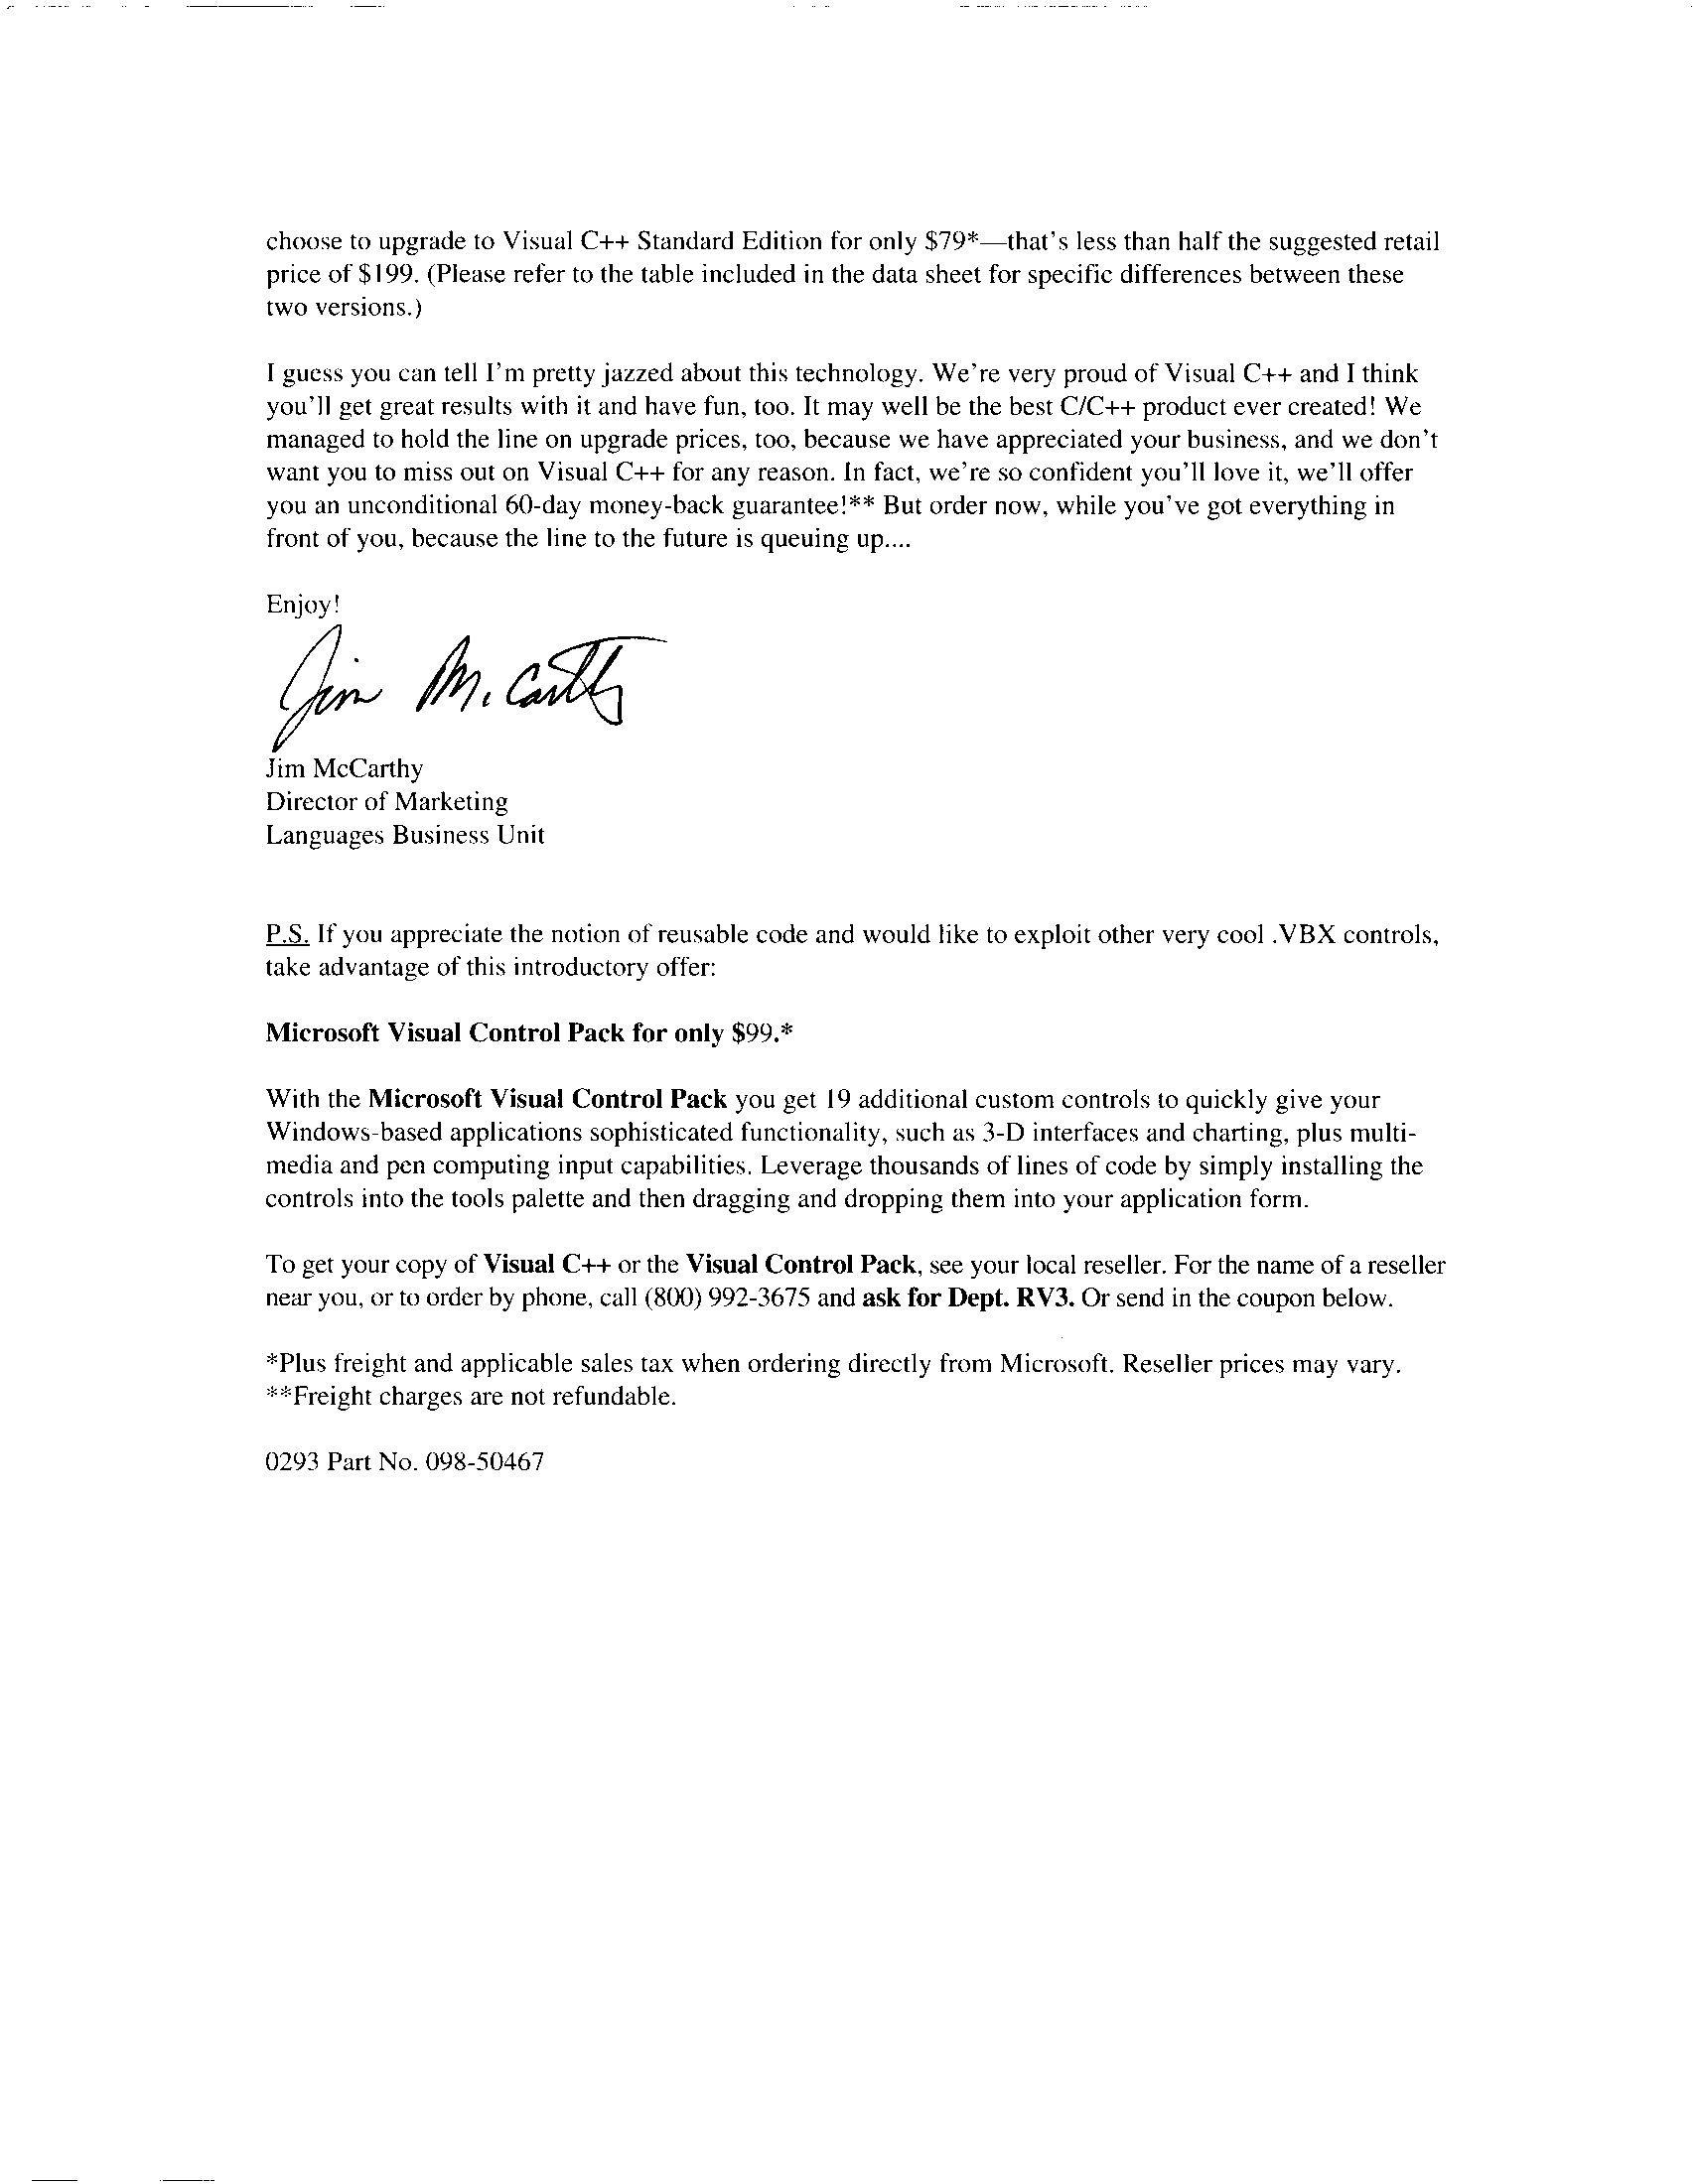 choose to upgrade to Visual C++ Standard Edition for only $79*—that's less than half the suggested retail
price of $199. (Please refer to the table included in the data sheet for specific differences between these
two versions.)
I guess you can tell I'm pretty jazzed about this technology. We're very proud of Visual C++ and I think
you'll get great results with it and have fun, too. It may well be the best C/C++ product ever created! We
managed to hold the line on upgrade prices, too, because we have appreciated your business, and we don't
want you to miss out on Visual C++ for any reason. In fact, we're so confident you'll love it, we'll offer
you an unconditional 60-day money-back guarantee!** But order now, while you've got everything in
front of you, because the line to the future is queuing up....
Enjoy!
Jim McCarthy
Jim McCarthy
Director of Marketing
Languages Business Unit
P.S. If you appreciate the notion of reusable code and would like to exploit other very cool .VBX controls,
take advantage of this introductory offer:
Microsoft Visual Control Pack for only $99.*
With the Microsoft Visual Control Pack you get 19 additional custom controls to quickly give your
Windows-based applications sophisticated functionality, such as 3-D interfaces and charting, plus multi-
media and pen computing input capabilities. Leverage thousands of lines of code by simply installing the
controls into the tools palette and then dragging and dropping them into your application form.
To get your copy of Visual C++ or the Visual Control Pack, see your local reseller. For the name of a reseller
near you, or to order by phone, call (800) 992-3675 and ask for Dept. RV3. Or send in the coupon below.
*Plus freight and applicable sales tax when ordering directly from Microsoft. Reseller prices may vary.
**Freight charges are not refundable.
0293 Part No. 098-50467